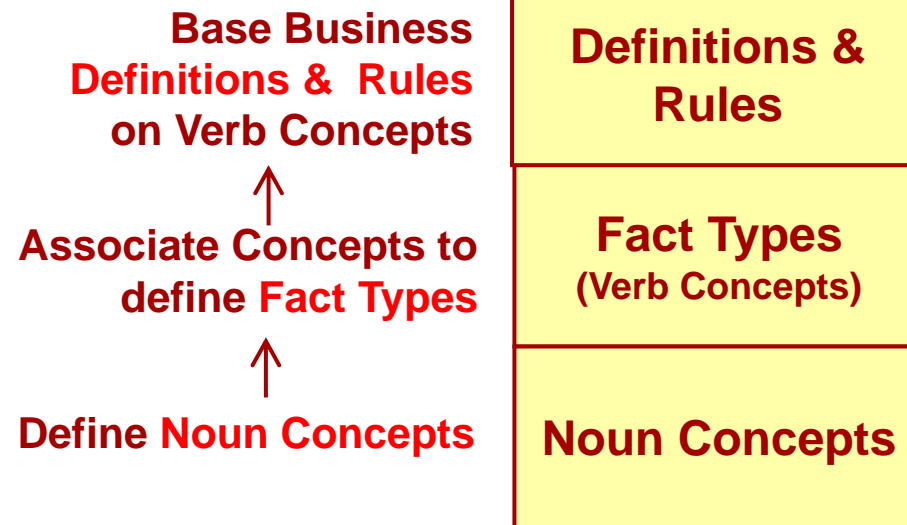 Base Business
Definitions & Rules
on Verb Concepts
Associate Concepts to
define Fact Types
Define Noun Concepts
Definitions &
Rules
Fact Types
(Verb Concepts)
Noun Concepts